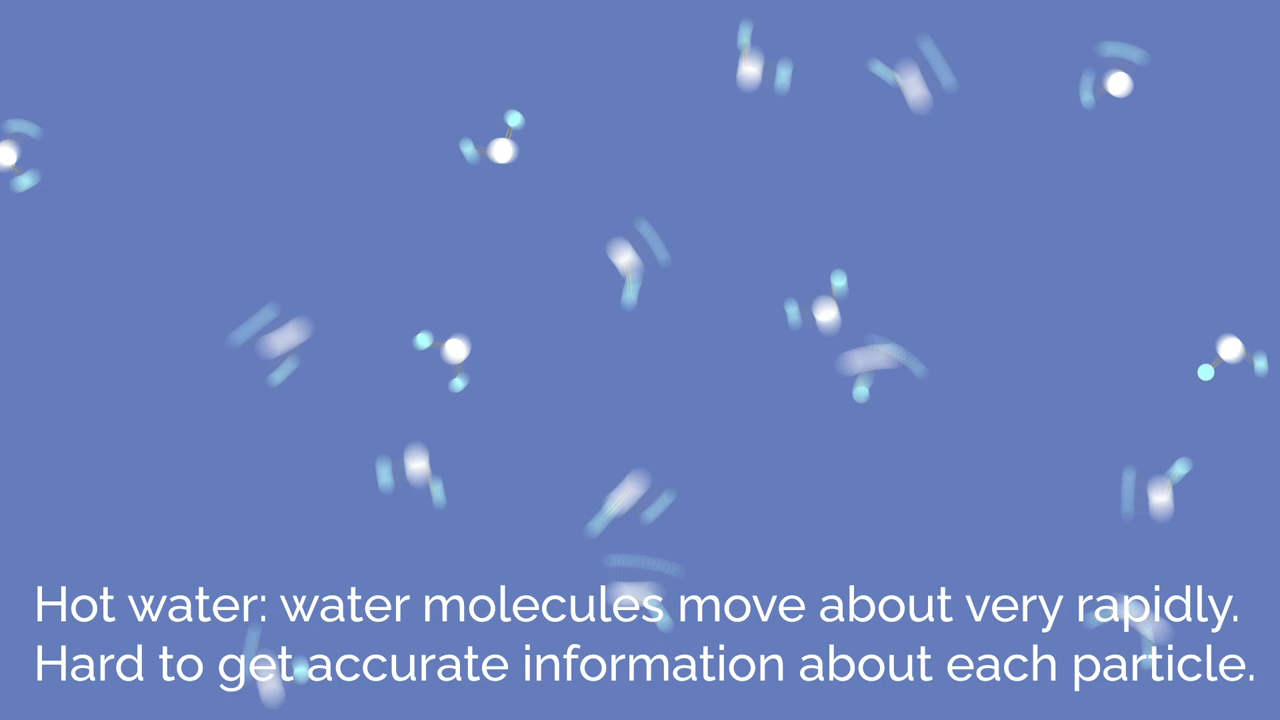 Hot water: water molecules move about very rapidly.
Hard to get accurate information about each particle.